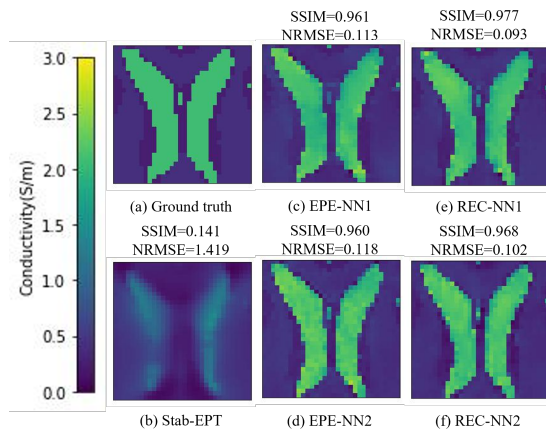 SSIM=0.961
NRMSE=0.113
SSIM=0.977
NRMSE=0.093
Conductivity(S/m)
3.0
2.5
2.0
1.5
1.0
0.5
0.0
(a) Ground truth
(c) EPE-NN1
(e) REC-NN1
SSIM=0.141
NRMSE=1.419
SSIM=0.960
NRMSE=0.118
SSIM=0.968
NRMSE=0.102
(b) Stab-EPT
(d) EPE-NN2
(f) REC-NN2